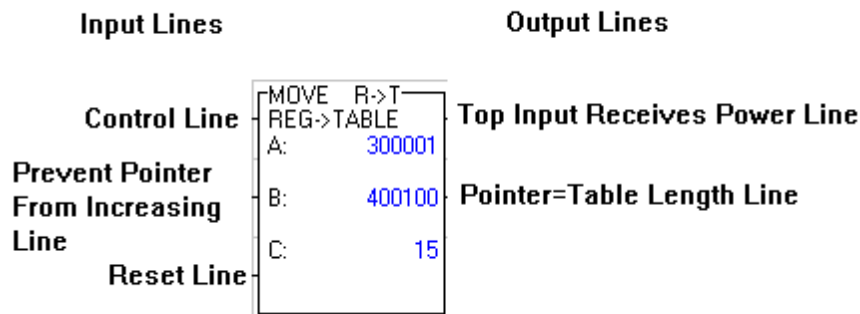 Input Lines
Output Lines
MOVE R->T
Control Line
REG->TABLE
Top Input Receives Power Line
A: 300001
Prevent Pointer
From Increasing
Line
B: 400100
Pointer=Table Length Line
C: 15
Reset Line